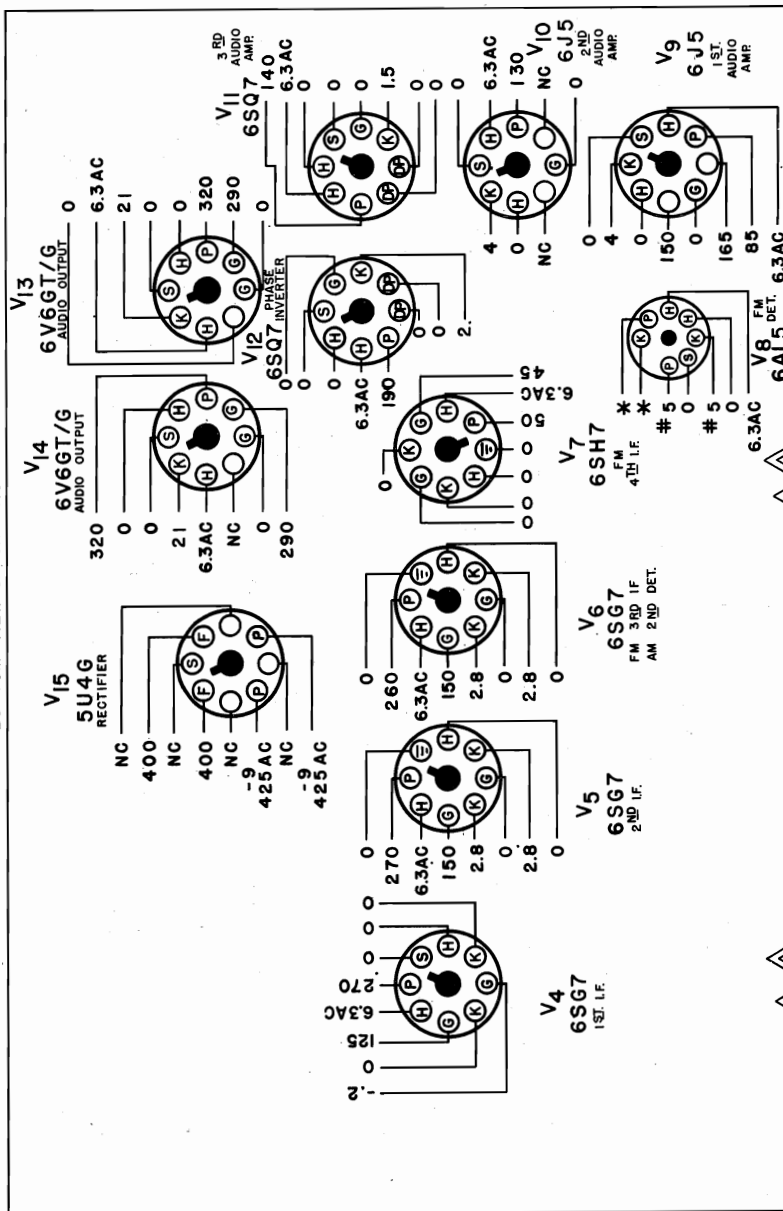 V15
5U4G
RECTIFIER
NC
400
NC
400
NC
-9
425AC
NC
-9
425AC
F
S
F
P
P
V14
6V6GT/G
AUDIO OUTPUT
320
0
0
21
6.3AC
NC
0
290
S
H
K
P
H
G
G
V13
6V6GT/G
AUDIO OUTPUT
0
6.3AC
21
0
0
320
290
0
S
H
K
P
H
G
G
V12
6SQ7
PHASE
INVERTER
0
0
0
6.3AC
190
0
0
2.
S
G
H
K
H
DP
P
DP
V11
6SQ7
3RD
AUDIO
AMP.
140
6.3AC
0
0
0
1.5
0
0
H
S
H
G
P
K
DP
DP
V10
6J5
2ND
AUDIO
AMP.
0
4
0
NC
6.3AC
130
NC
0
S
H
K
P
H
G
V9
6J5
1ST.
AUDIO
AMP.
0
4
0
150
0
165
85
6.3AC
K
S
H
H
P
G
V8
6AL5
FM
DET.
*
*
#5
0
#5
0
6.3AC
K
P
P
H
S
H
K
V7
6SH7
FM
4TH I.F.
0
45
6.3AC
50
0
0
0
0
K
G
G
H
K
P
H
V6
6SG7
FM 3RD IF
AM 2ND DET.
0
260
6.3AC
150
2.8
0
2.8
0
P
H
H
G
K
K
G
V5
6SG7
2ND I.F.
0
270
6.3AC
150
2.8
0
2.8
0
P
H
H
G
K
K
G
V4
6SG7
1ST. I.F.
0
0
0
270
6.3AC
125
0
-.2
P
S
H
H
G
K
K
G